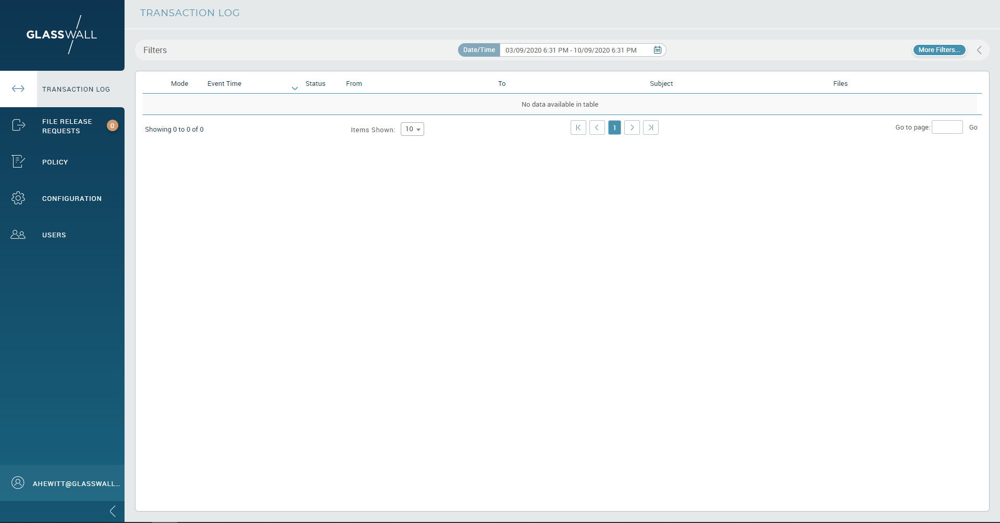 GLASSWALL
TRANSACTION LOG
FILE RELEASE
REQUESTS
0
POLICY
CONFIGURATION
USERS
AHEWITT@GLASSWALL...
TRANSACTION LOG
Filters
Date/Time 03/09/2020 6:31 PM - 10/09/2020 6:31 PM
More Filters...
Mode Event Time Status From To Subject Files
No data available in table
Showing 0 to 0 of 0
Items Shown: 10
1
Go to page: Go